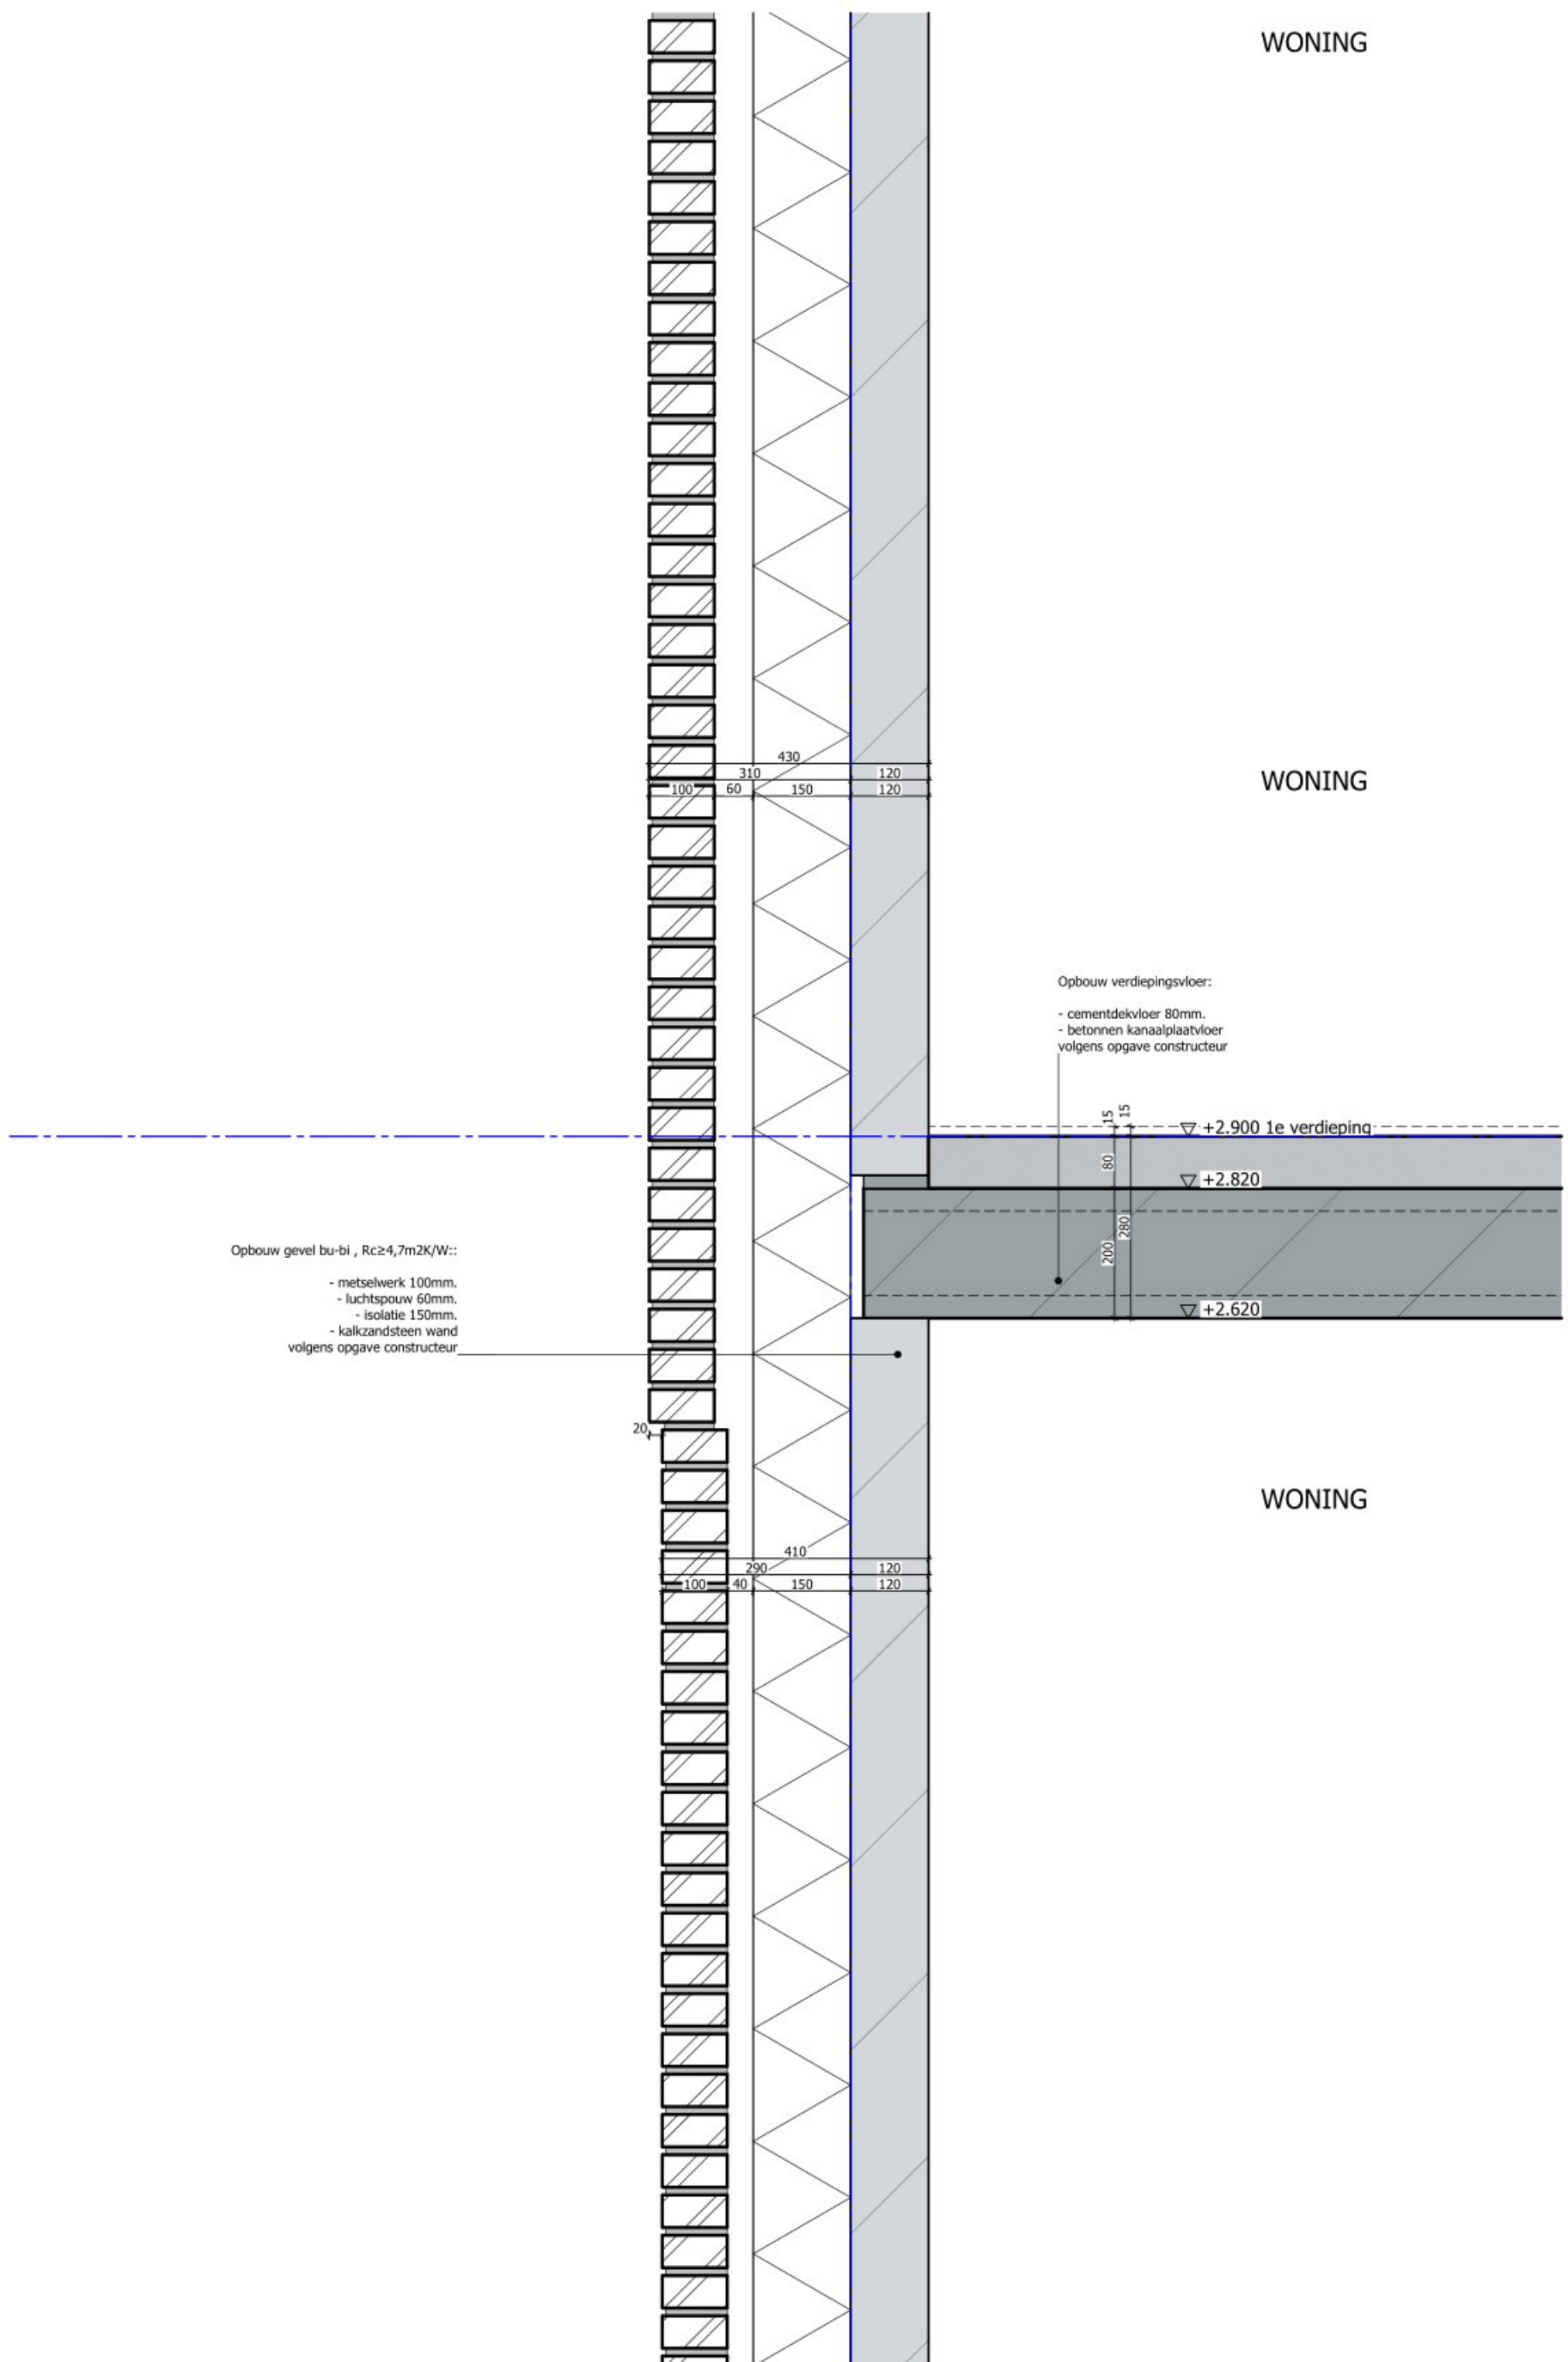 WONING
430
310 120
100 60 150 120
WONING
Opbouw verdiepingsvloer:
- cementdekvloer 80mm.
- betonnen kanaalplaatvloer
volgens opgave constructeur
15 15
+2.900 1e verdieping
80
+2.820
280
200
+2.620
Opbouw gevel bu-bi , Rc≥4,7m2K/W::
- metselwerk 100mm.
- luchtspouw 60mm.
- isolatie 150mm.
- kalkzandsteen wand
volgens opgave constructeur
20
WONING
410
290 120
100 40 150 120